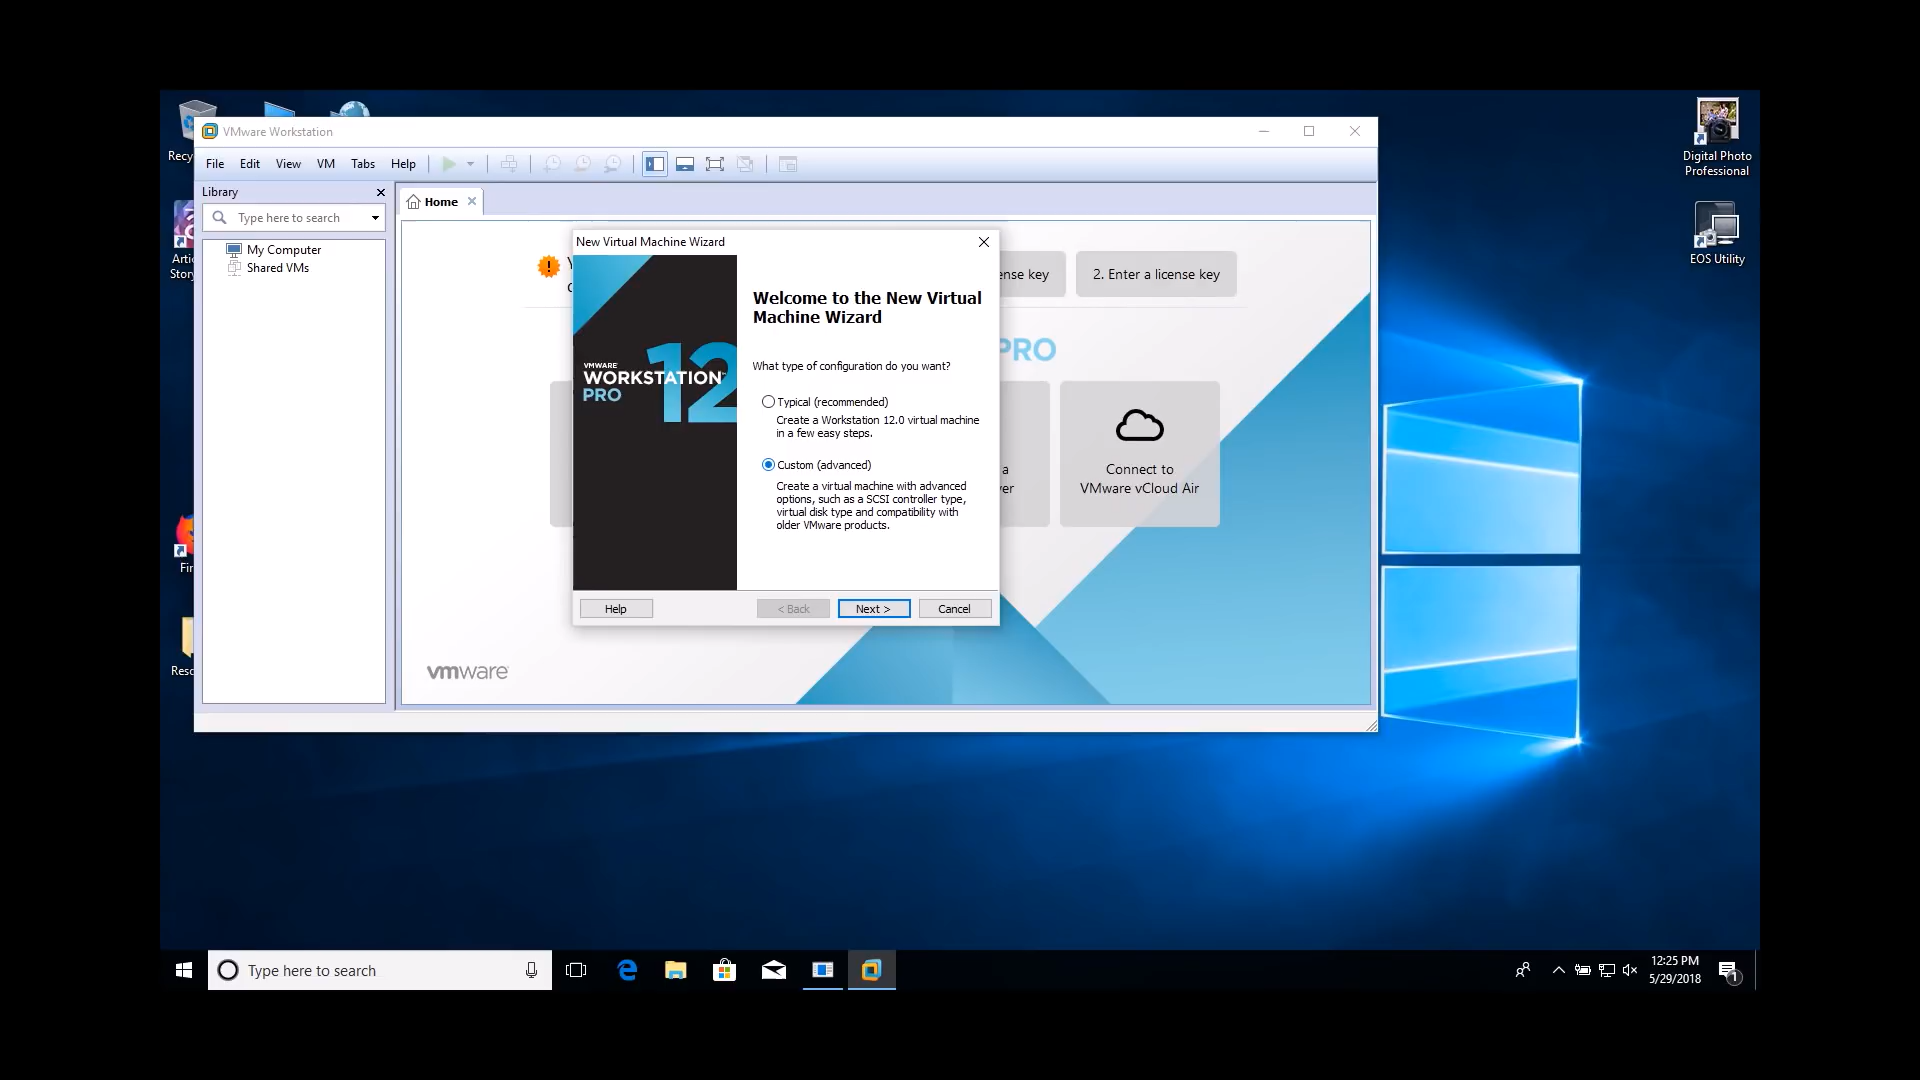 Digital Photo
Professional
EOS Utility
VMware Workstation
File Edit View VM Tabs Help
Library
Type here to search
My Computer
Shared VMs
Home
2. Enter a license key
PRO
Connect to
VMware vCloud Air
vmware
New Virtual Machine Wizard
VMWARE
WORKSTATION
PRO
12
Welcome to the New Virtual
Machine Wizard
What type of configuration do you want?
Typical (recommended)
Create a Workstation 12.0 virtual machine
in a few easy steps.
Custom (advanced)
Create a virtual machine with advanced
options, such as a SCSI controller type,
virtual disk type and compatibility with
older VMware products.
Help < Back Next > Cancel
Type here to search
12:25 PM
5/29/2018
1